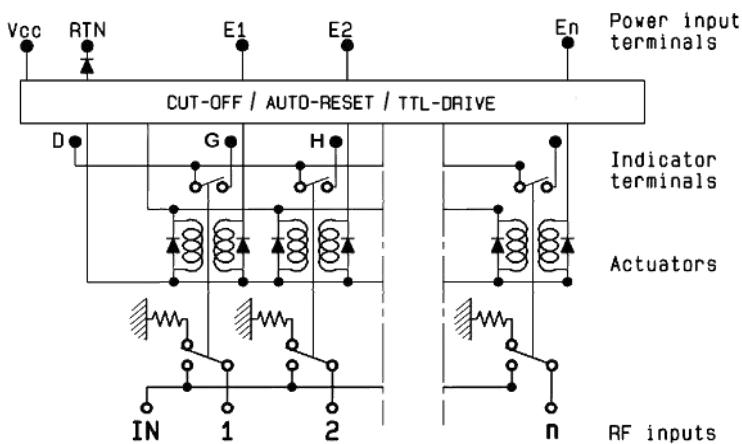 Vcc RTN E1 E2 En Power input
terminals
CUT-OFF / AUTO-RESET / TTL-DRIVE
D G H
Indicator
terminals
Actuators
IN 1 2 n RF inputs